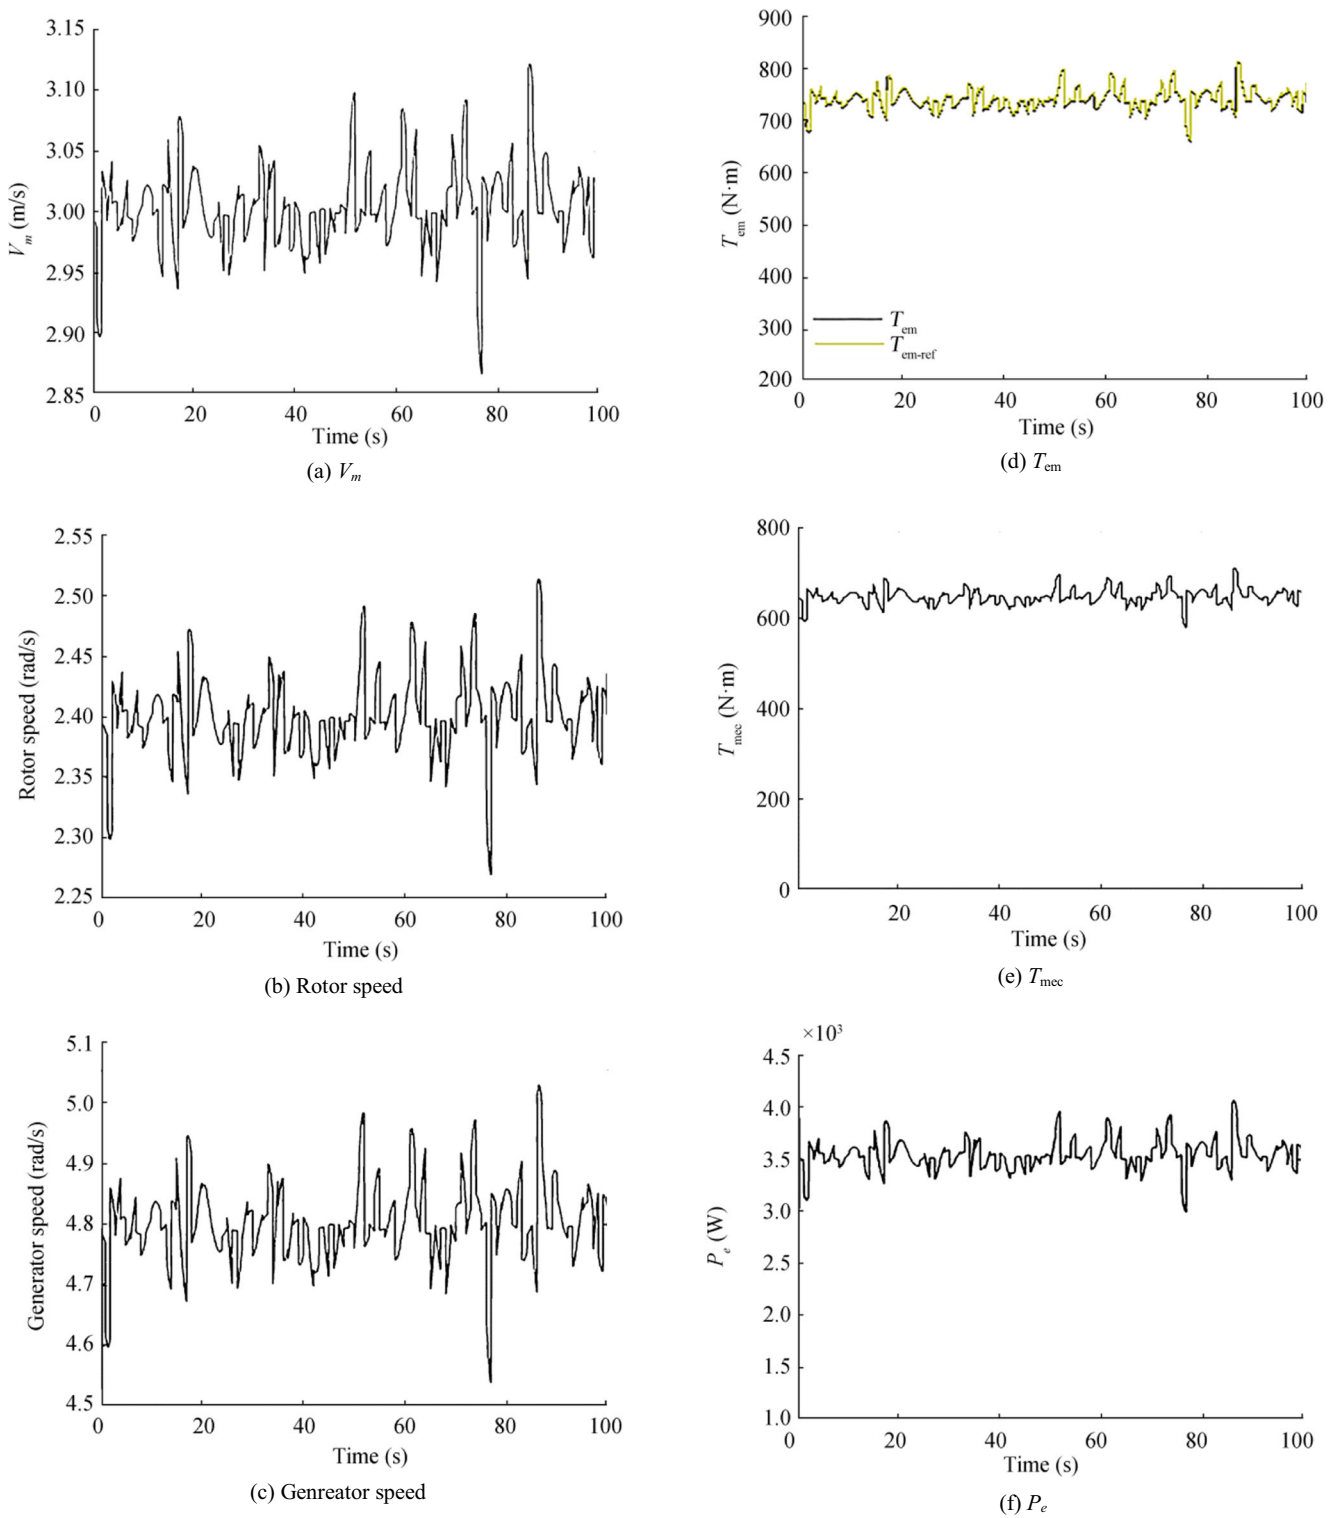 3.15
3.10
3.05
3.00
2.95
2.90
2.85
V_m (m/s)
0 20 40 60 80 100
Time (s)
(a) V_m
900
800
700
600
500
400
300
200
T_em (N·m)
T_em
T_em-ref
0 20 40 60 80 100
Time (s)
(d) T_em
2.55
2.50
2.45
2.40
2.35
2.30
2.25
Rotor speed (rad/s)
0 20 40 60 80 100
Time (s)
(b) Rotor speed
800
600
400
200
0
T_mec (N·m)
20 40 60 80 100
Time (s)
(e) T_mec
5.1
5.0
4.9
4.8
4.7
4.6
4.5
Generator speed (rad/s)
0 20 40 60 80 100
Time (s)
(c) Genreator speed
×10³
4.5
4.0
3.5
3.0
2.5
2.0
1.5
1.0
P_e (W)
0 20 40 60 80 100
Time (s)
(f) P_e